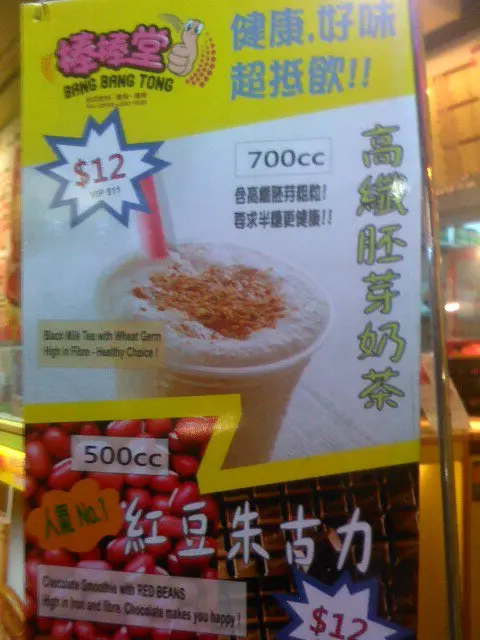 棒棒堂
BANG BANG TONG
健康.好味
超抵飲!!
$12
VIP $11
700cc
含高纖胚芽粗粒!
要求半糖更健康!!
高纖胚芽奶茶
Black Milk Tea with Wheat Germ
High in Fibre - Healthy Choice !
500cc
人氣 No.1
紅豆朱古力
Chocolate Smoothie with RED BEANS
High in Iron and fibre. Chocolate makes you happy !
$12